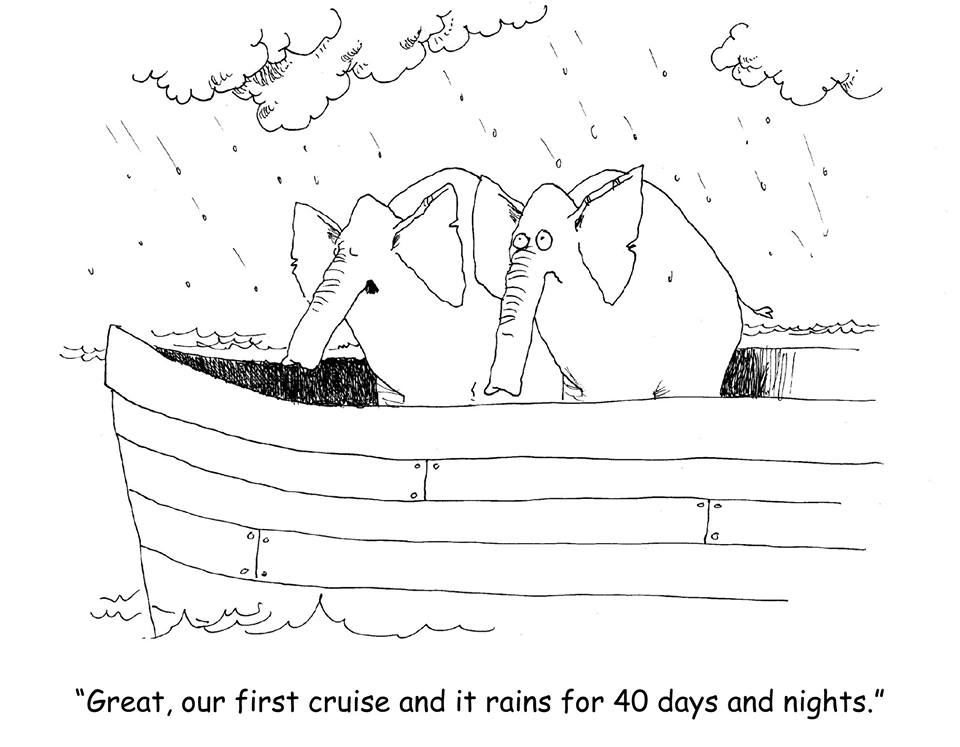 “Great, our first cruise and it rains for 40 days and nights.”